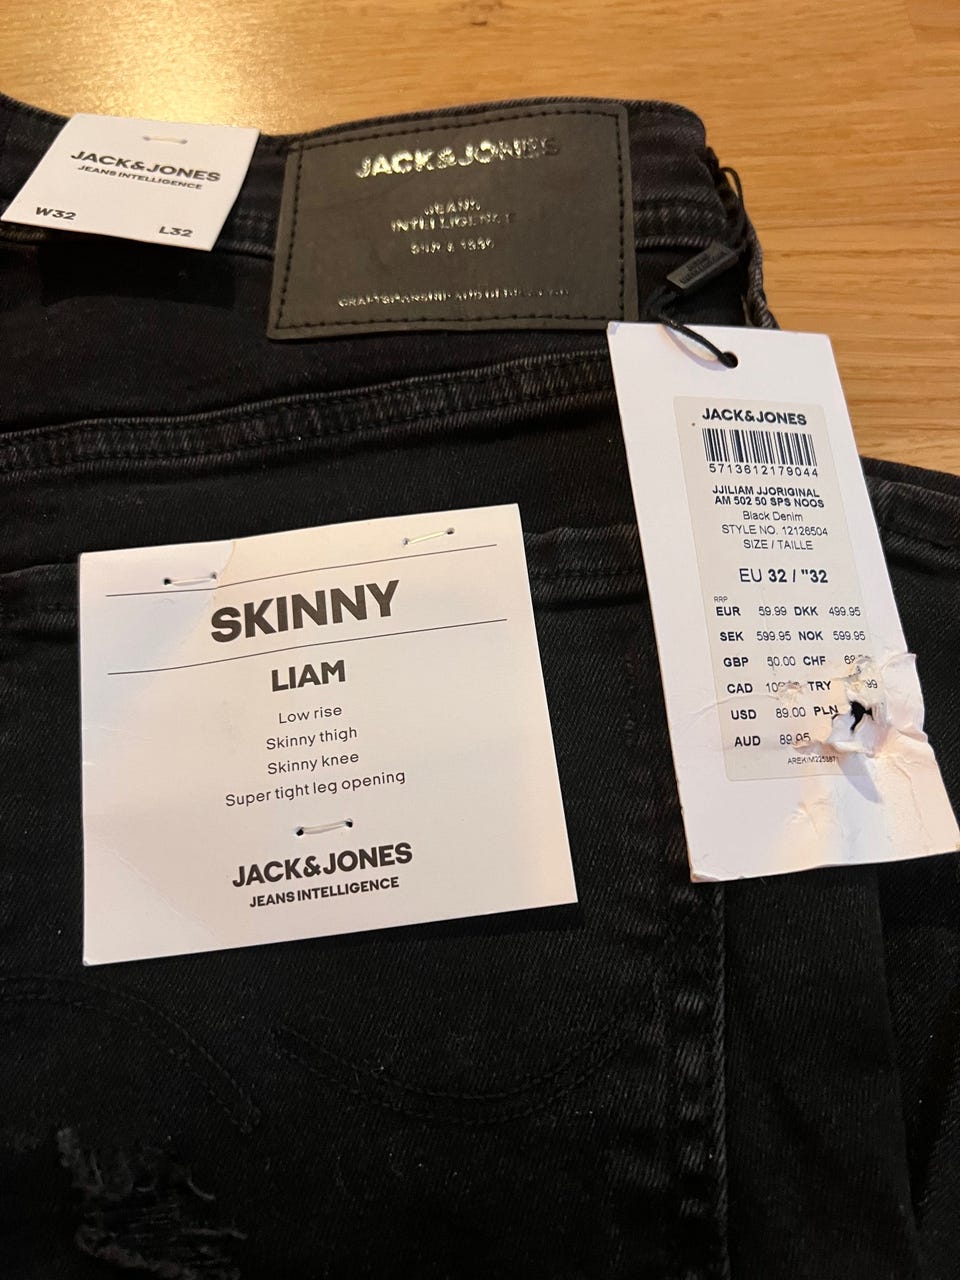 JACK&JONES
JEANS INTELLIGENCE
W32
L32
JACK&JONES
JEANS
INTELLIGENCE
JACK&JONES
5713612179044
JJILIAM JJORIGINAL
AM 502 50 SPS NOOS
Black Denim
STYLE NO. 12126504
SIZE / TAILLE
EU 32 / "32
RRP
EUR 59.99 DKK 499.95
SEK 599.95 NOK 599.95
GBP 50.00 CHF
CAD TRY
USD 89.00 PLN
AUD 89.95
SKINNY
LIAM
Low rise
Skinny thigh
Skinny knee
Super tight leg opening
JACK&JONES
JEANS INTELLIGENCE